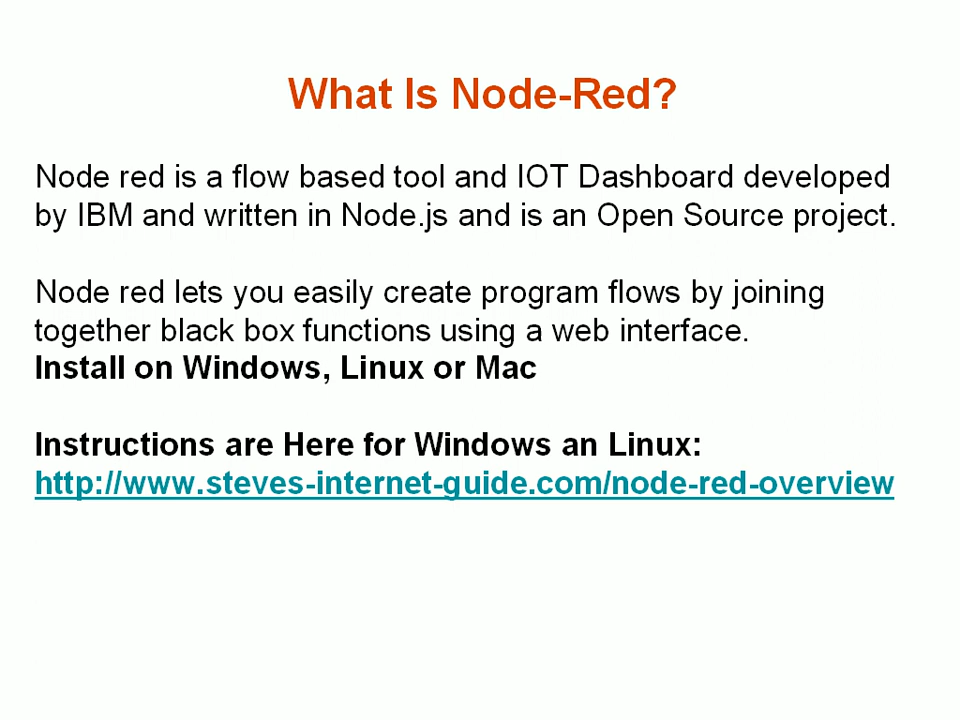 What Is Node-Red?
Node red is a flow based tool and IOT Dashboard developed
by IBM and written in Node.js and is an Open Source project.
Node red lets you easily create program flows by joining
together black box functions using a web interface.
Install on Windows, Linux or Mac
Instructions are Here for Windows an Linux:
http://www.steves-internet-guide.com/node-red-overview